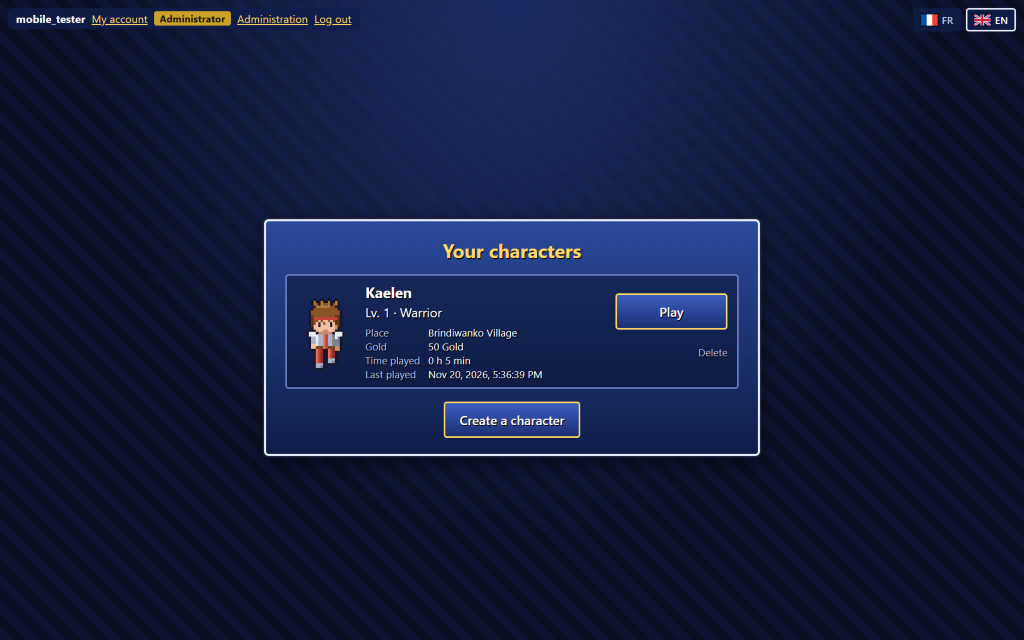 mobile_tester My account Administrator Administration Log out
FR EN
Your characters
Kaelen
Lv. 1 · Warrior
Place Brindiwanko Village
Gold 50 Gold
Time played 0 h 5 min
Last played Nov 20, 2026, 5:36:39 PM
Play
Delete
Create a character